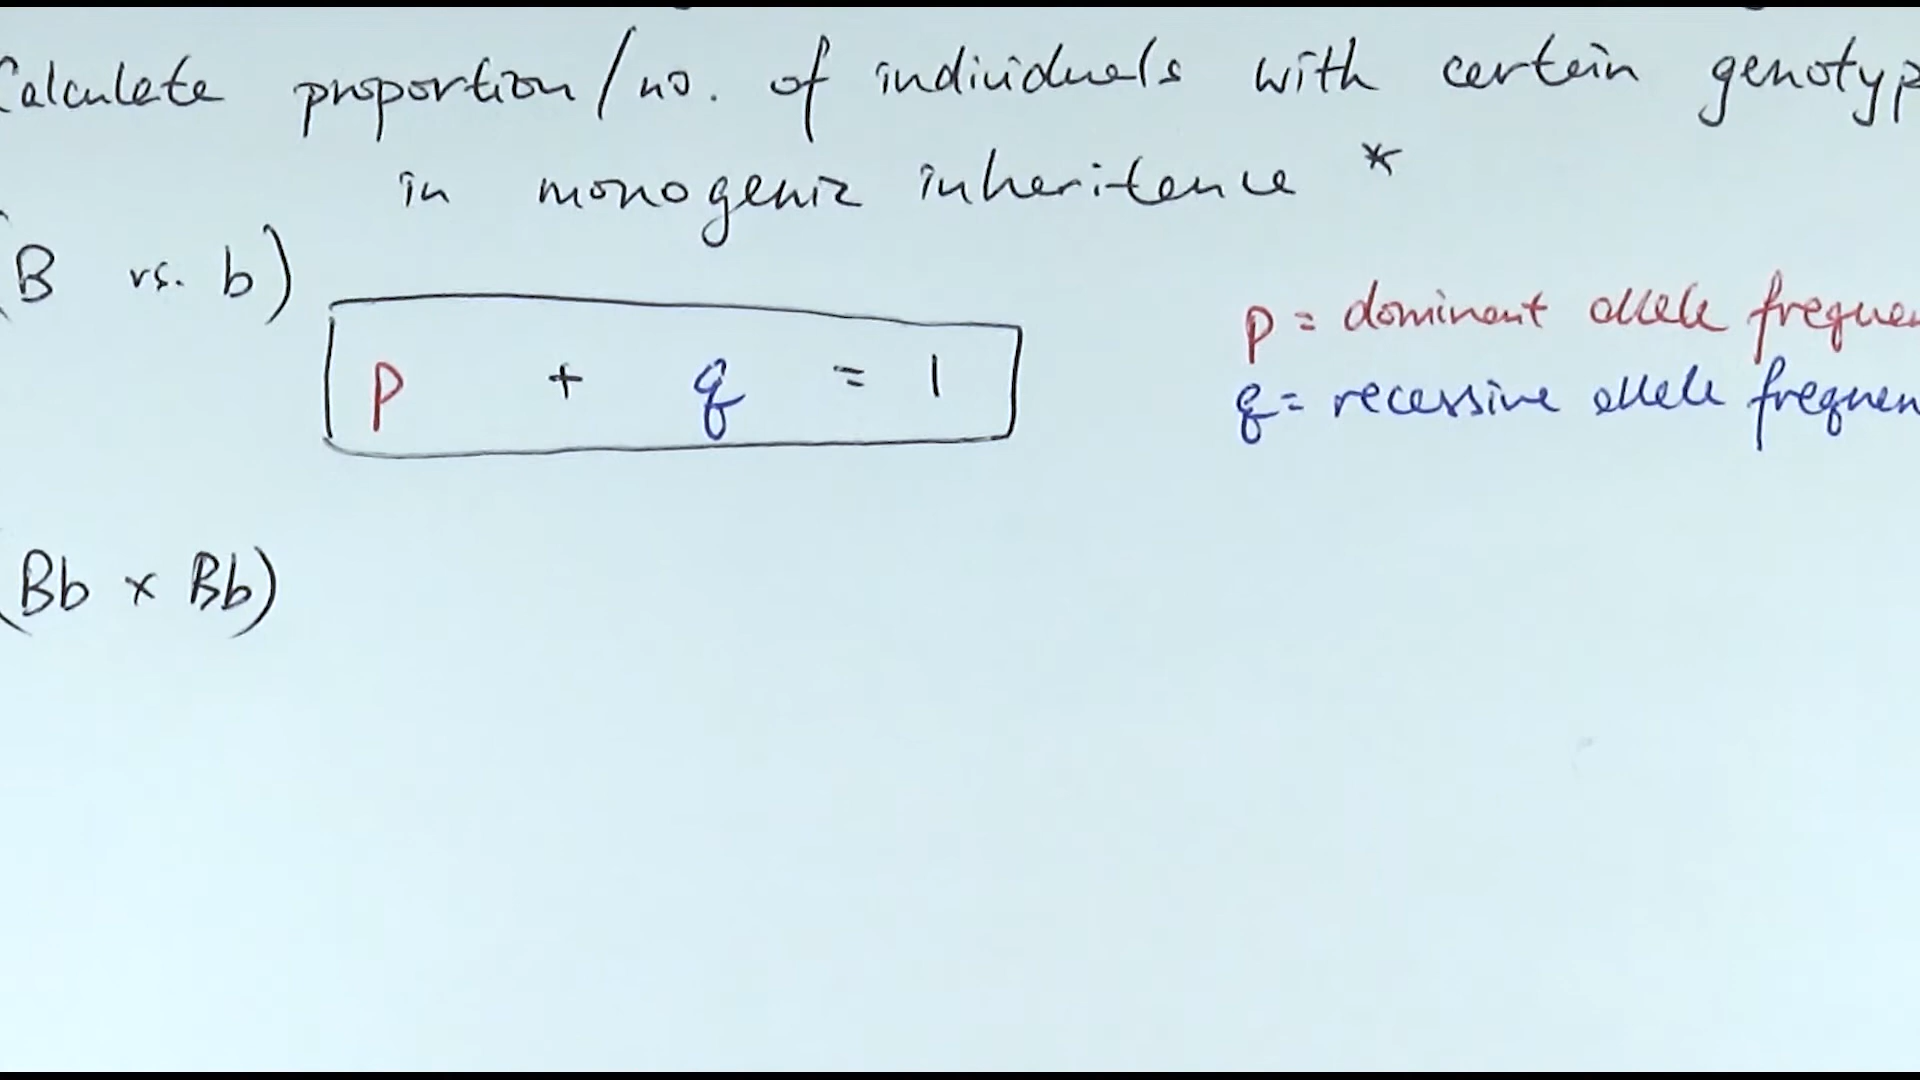 Calculate proportion/no. of individuals with certain genotyp
in monogenic inheritence *
(B vs. b)
p + q = 1
p = dominant allele frequen
q = recessive allele frequen
(Bb x Bb)